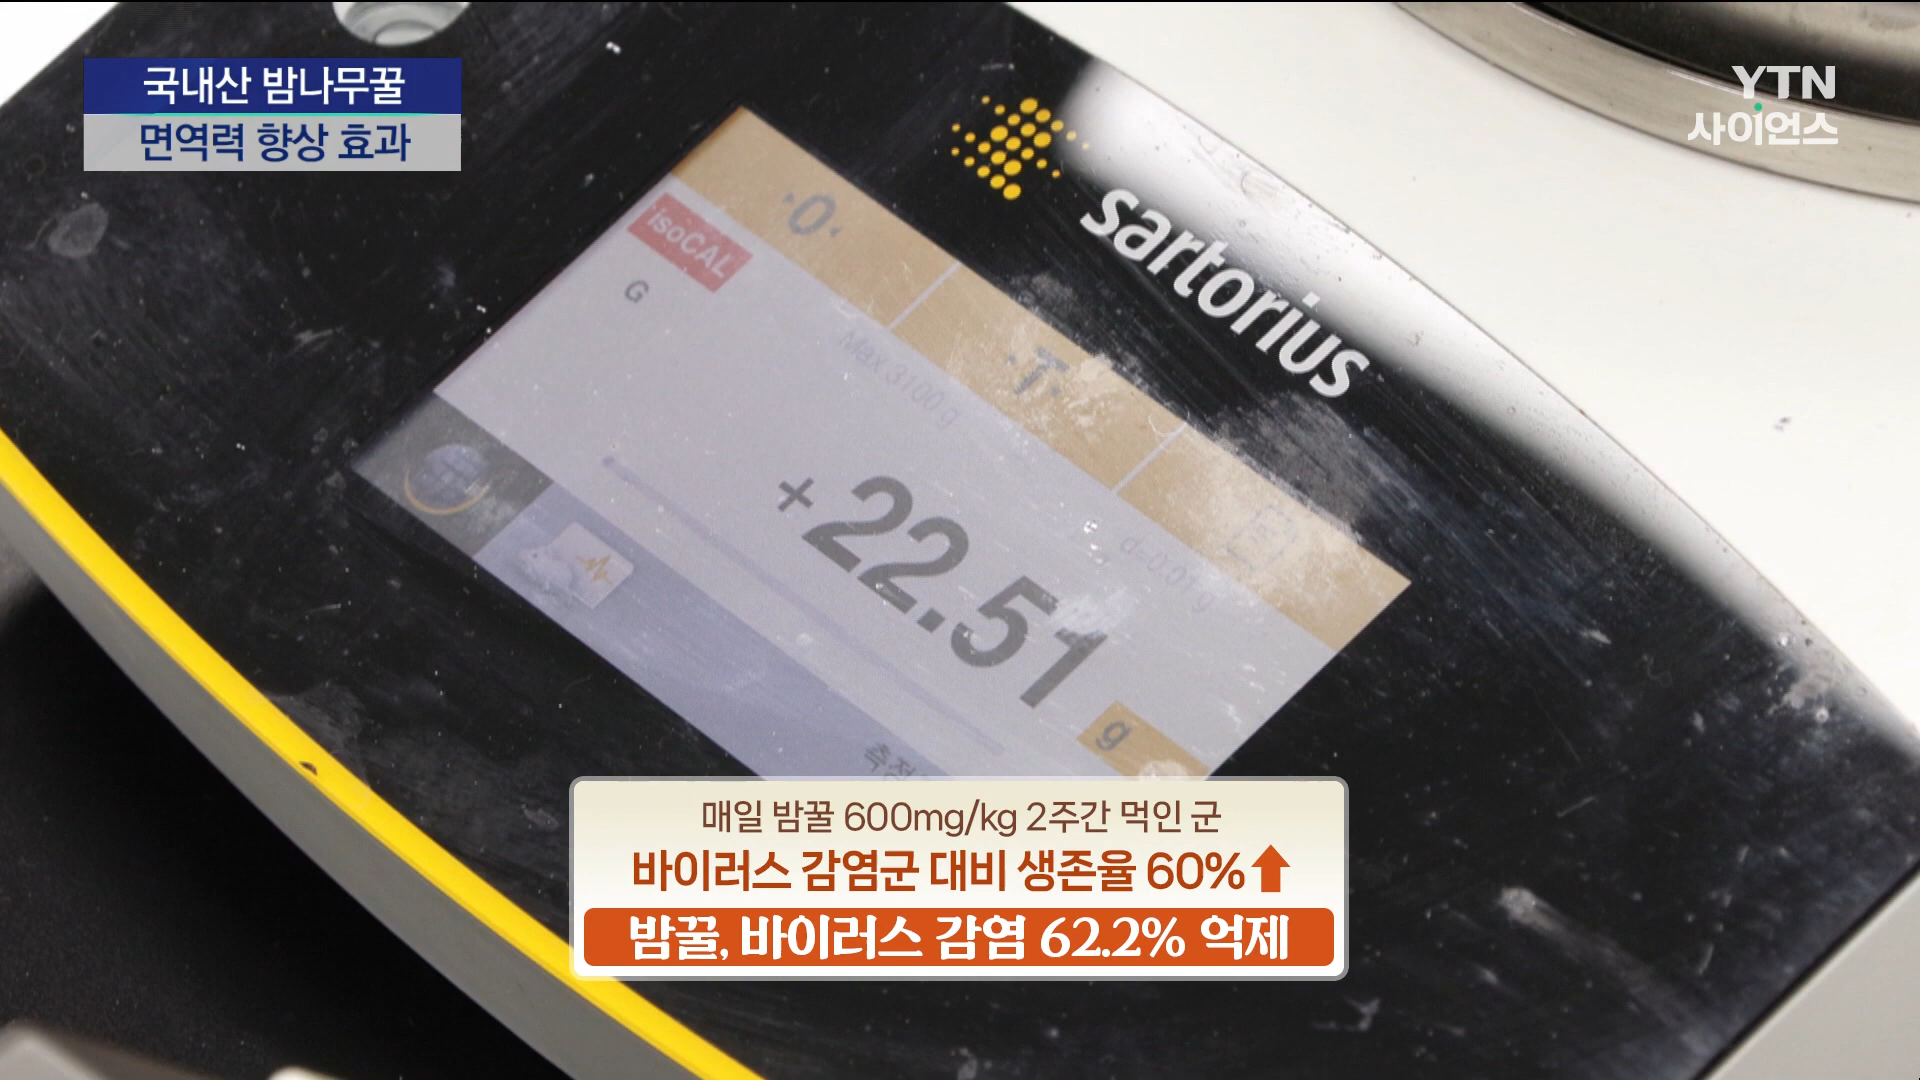 국내산 밤나무꿀
면역력 향상 효과
YTN
사이언스
sartorius
·0·
isoCAL
G
Max 3100 g
·T·
+22.51
d=0.01 g
g
측정
매일 밤꿀 600mg/kg 2주간 먹인 군
바이러스 감염군 대비 생존율 60%⬆
밤꿀, 바이러스 감염 62.2% 억제